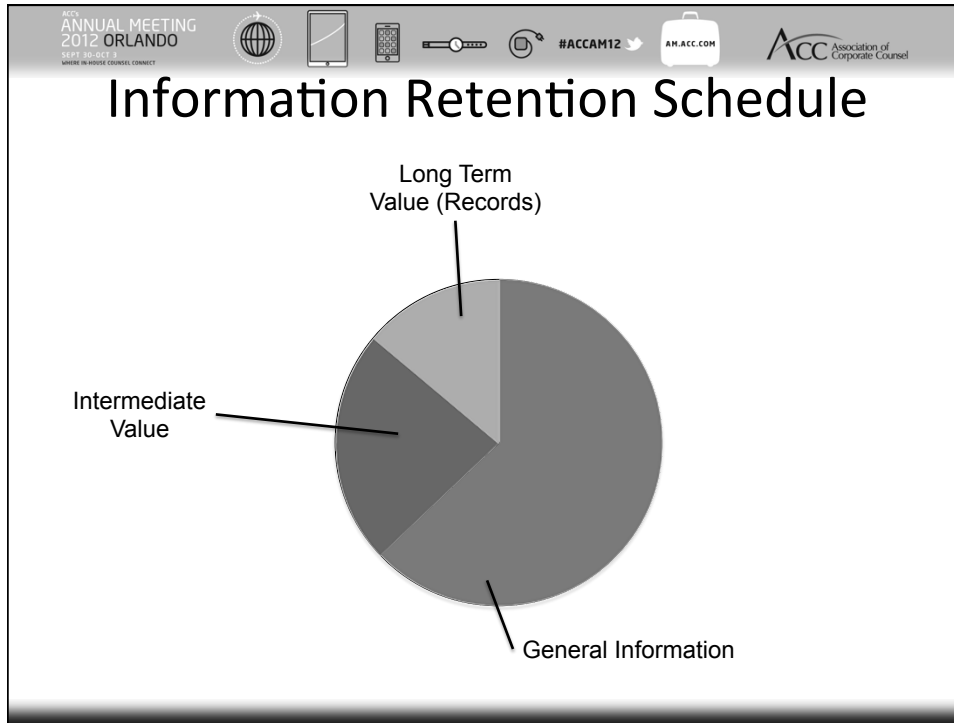 ACC's
ANNUAL MEETING
2012 ORLANDO
SEPT 30-OCT 3
WHERE IN-HOUSE COUNSEL CONNECT
#ACCAM12
AM.ACC.COM
ACC Association of
Corporate Counsel
Information Retention Schedule
Long Term
Value (Records)
Intermediate
Value
General Information